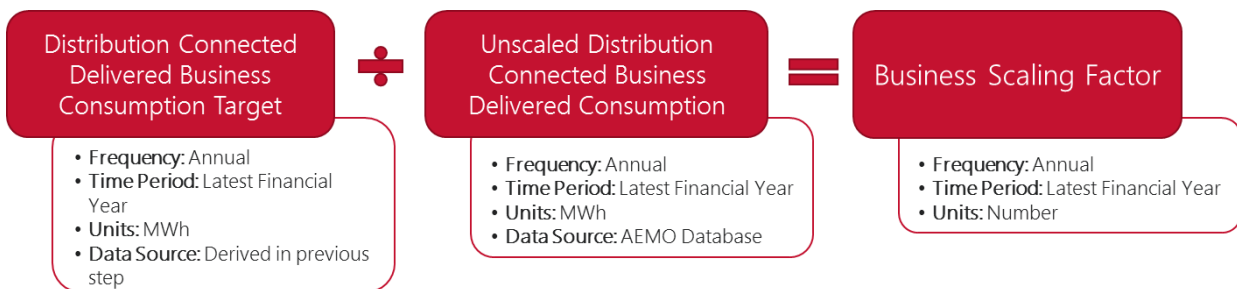 Distribution Connected
Delivered Business
Consumption Target
÷
Unscaled Distribution
Connected Business
Delivered Consumption
=
Business Scaling Factor
• Frequency: Annual
• Time Period: Latest Financial
Year
• Units: MWh
• Data Source: Derived in previous
step
• Frequency: Annual
• Time Period: Latest Financial Year
• Units: MWh
• Data Source: AEMO Database
• Frequency: Annual
• Time Period: Latest Financial Year
• Units: Number